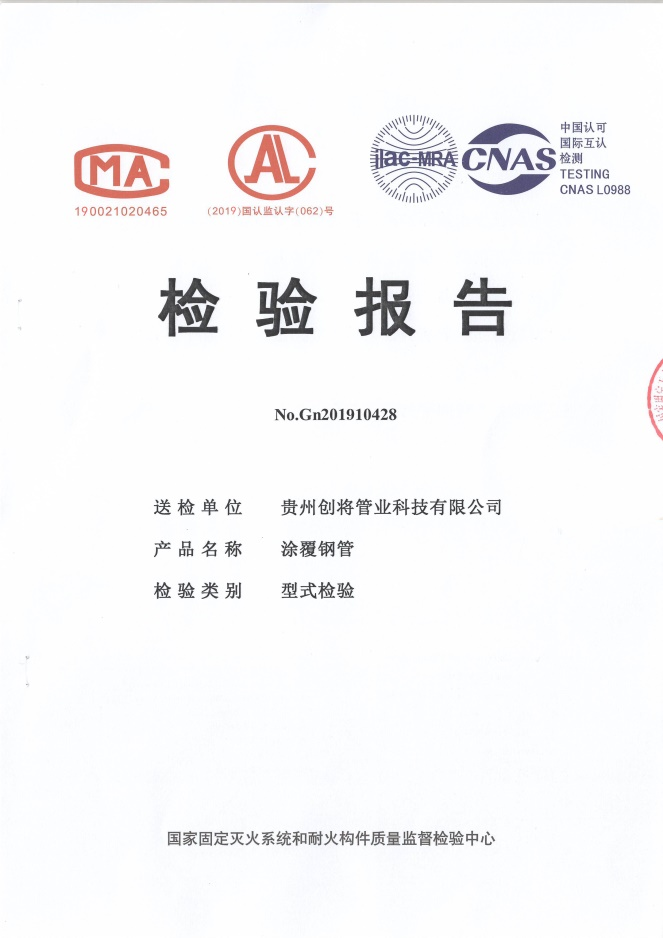 MA
190021020465
AL
(2019)国认监认字(062)号
ilac-MRA
CNAS
中国认可
国际互认
检测
TESTING
CNAS L0988
检验报告
No.Gn201910428
送检单位 贵州创将管业科技有限公司
产品名称 涂覆钢管
检验类别 型式检验
国家固定灭火系统和耐火构件质量监督检验中心